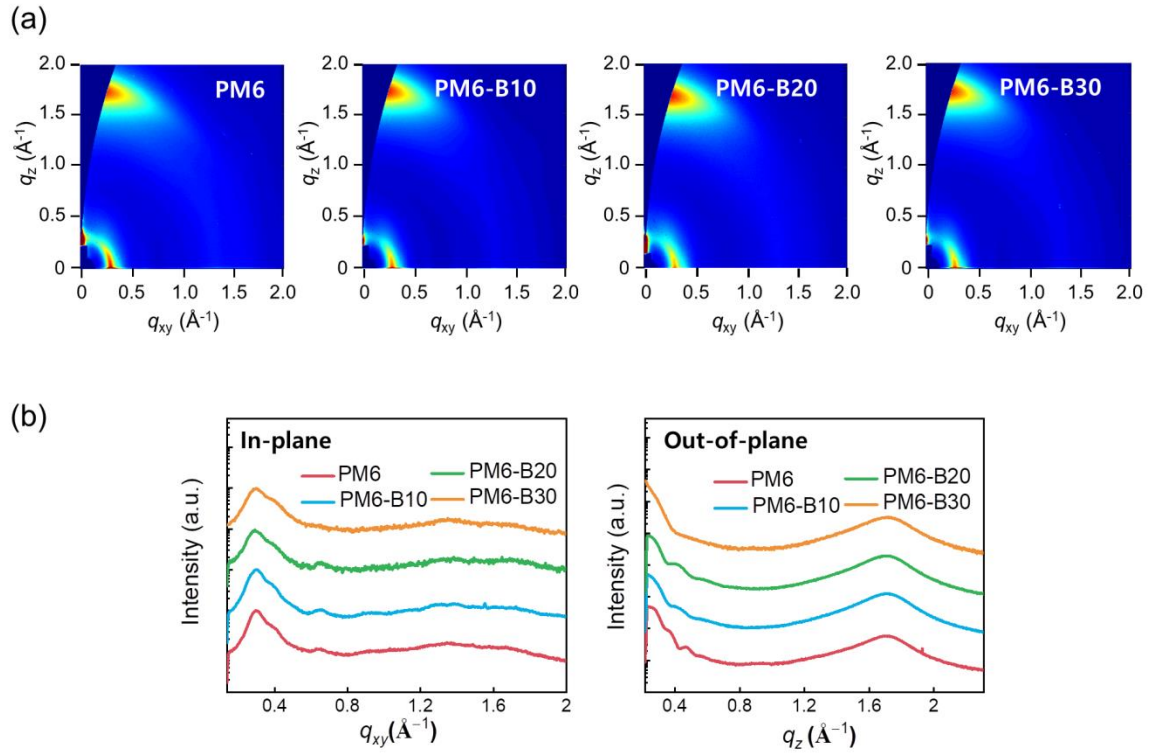 (a)
PM6
PM6-B10
PM6-B20
PM6-B30
2.0
1.5
1.0
0.5
0
qz (Å-1)
0 0.5 1.0 1.5 2.0
qxy (Å-1)
2.0
1.5
1.0
0.5
0
qz (Å-1)
0 0.5 1.0 1.5 2.0
qxy (Å-1)
2.0
1.5
1.0
0.5
0
qz (Å-1)
0 0.5 1.0 1.5 2.0
qxy (Å-1)
2.0
1.5
1.0
0.5
0
qz (Å-1)
0 0.5 1.0 1.5 2.0
qxy (Å-1)
(b)
In-plane
PM6 PM6-B20
PM6-B10 PM6-B30
Intensity (a.u.)
0.4 0.8 1.2 1.6 2
qxy(Å−1)
Out-of-plane
PM6 PM6-B20
PM6-B10 PM6-B30
Intensity (a.u.)
0.4 0.8 1.2 1.6 2
qz (Å−1)